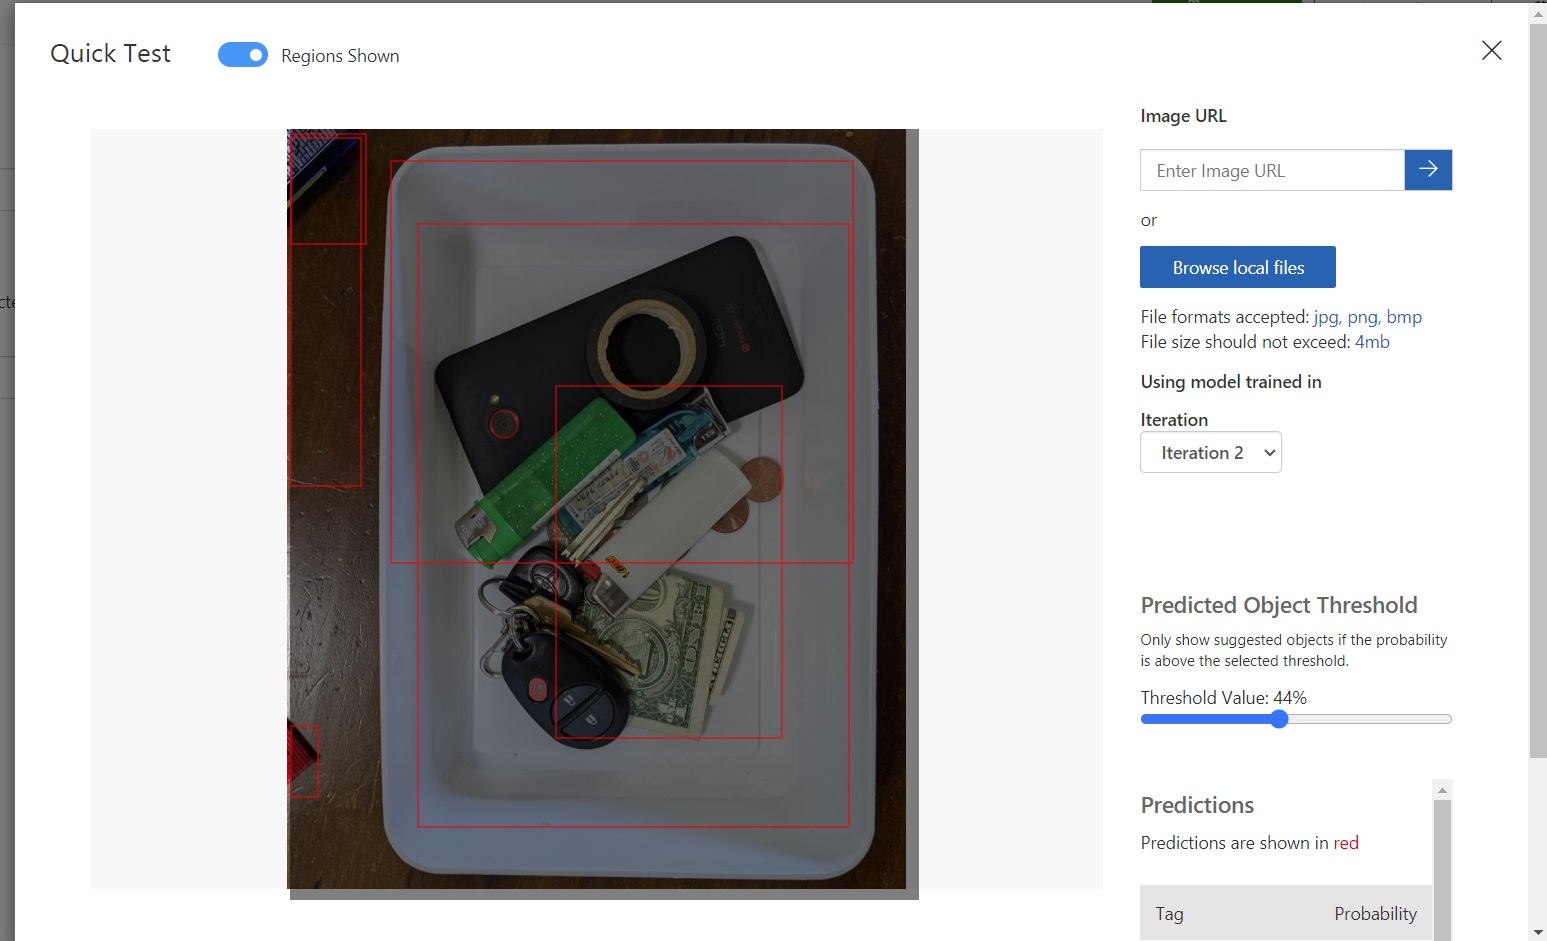 Quick Test
Regions Shown
Image URL
Enter Image URL
or
Browse local files
File formats accepted: jpg, png, bmp
File size should not exceed: 4mb
Using model trained in
Iteration
Iteration 2
Predicted Object Threshold
Only show suggested objects if the probability
is above the selected threshold.
Threshold Value: 44%
Predictions
Predictions are shown in red
Tag Probability